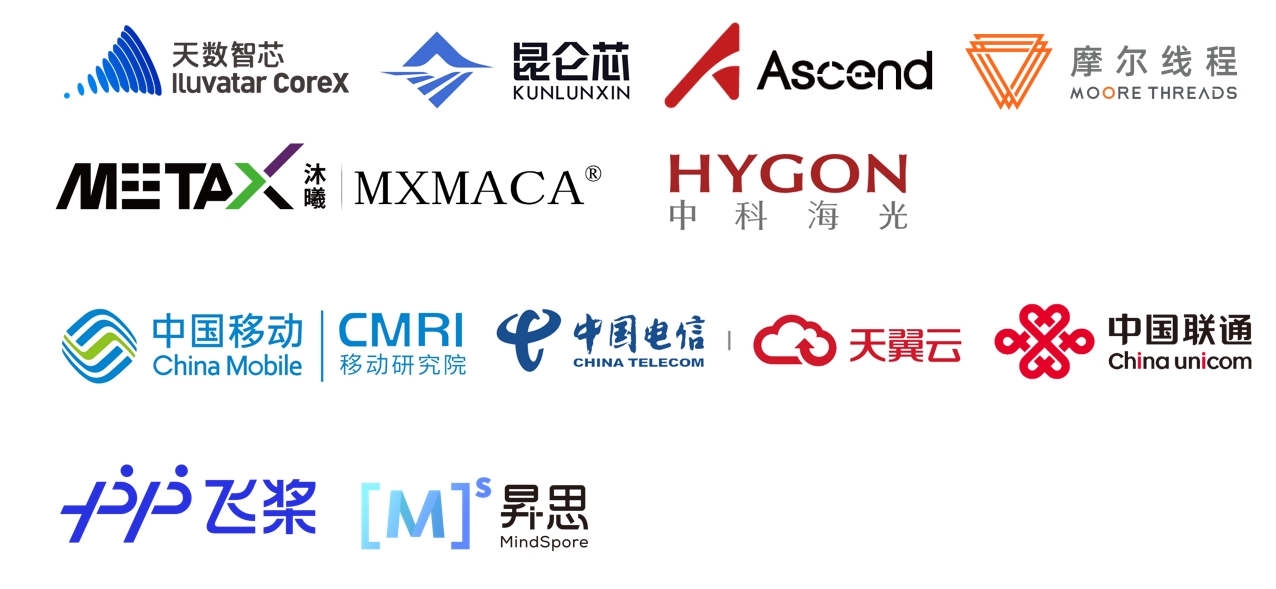 天数智芯
Iluvatar CoreX
昆仑芯
KUNLUNXIN
Ascend
摩尔线程
MOORE THREADS
METAX
沐曦
MXMACA®
HYGON
中科海光
中国移动
China Mobile
CMRI
移动研究院
中国电信
CHINA TELECOM
天翼云
中国联通
China unicom
飞桨
[M]s
昇思
MindSpore